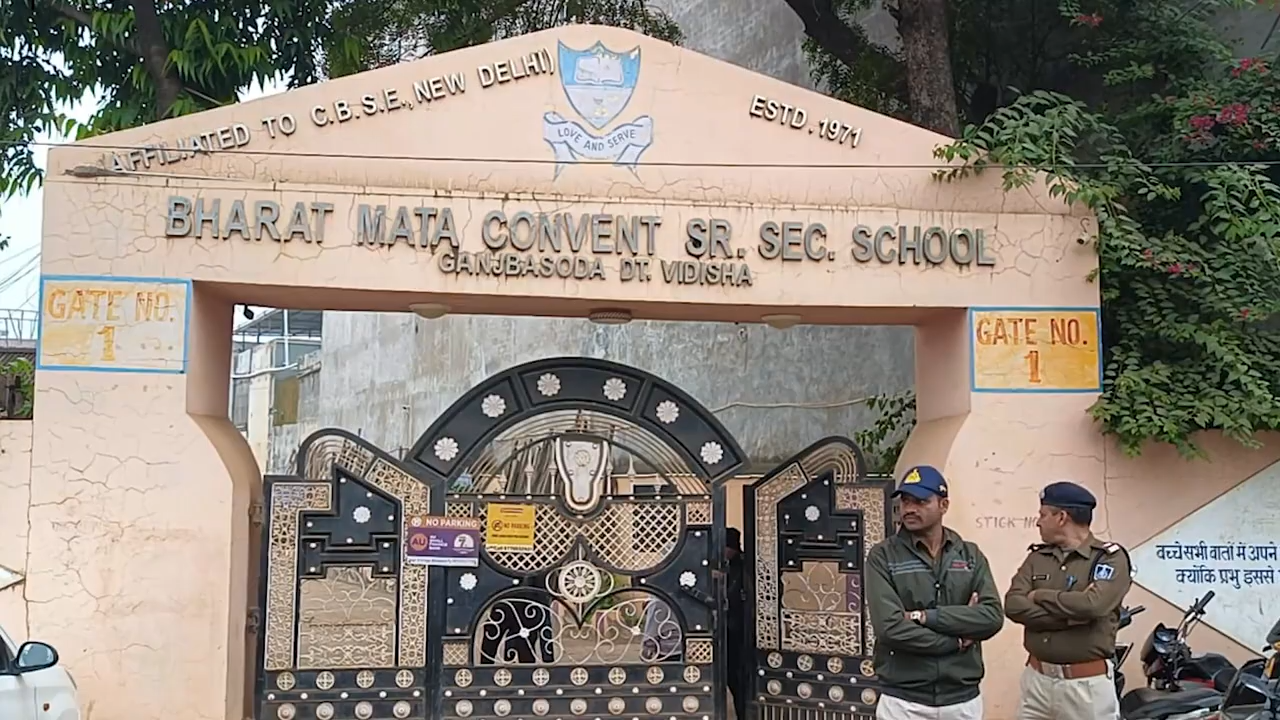 (AFFILIATED TO C.B.S.E., NEW DELHI)
LOVE AND SERVE
ESTD. 1971
BHARAT MATA CONVENT SR. SEC. SCHOOL
GANJBASODA DT. VIDISHA
GATE NO.
1
GATE NO.
1
NO PARKING
AU
NO PARKING
STICK NO
बच्चे सभी बातों में अपने
क्योंकि प्रभु इससे